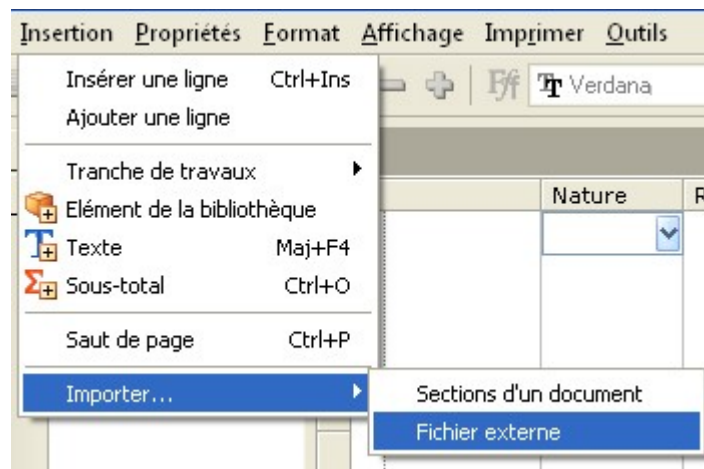 Insertion Propriétés Format Affichage Imprimer Outils
Insérer une ligne Ctrl+Ins
Fff Tr Verdana
Ajouter une ligne
Tranche de travaux
Nature R
Elément de la bibliothèque
Texte Maj+F4
Sous-total Ctrl+O
Saut de page Ctrl+P
Importer... Sections d'un document
Fichier externe